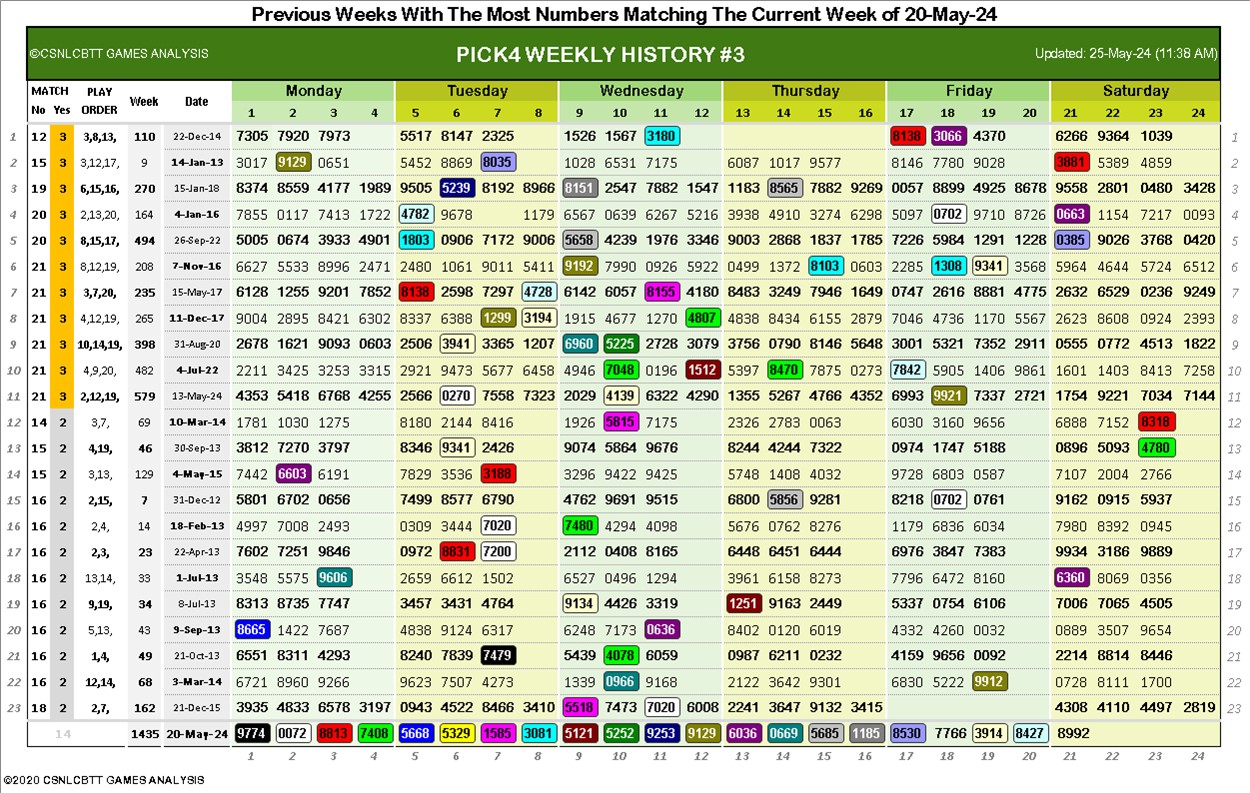 Previous Weeks With The Most Numbers Matching The Current Week of 20-May-24
©CSNLCBTT GAMES ANALYSIS PICK4 WEEKLY HISTORY #3 Updated: 25-May-24 (11:38 AM)
MATCH PLAY Week Date Monday Tuesday Wednesday Thursday Friday Saturday
No Yes ORDER 1 2 3 4 5 6 7 8 9 10 11 12 13 14 15 16 17 18 19 20 21 22 23 24
1 12 3 3,8,13, 110 22-Dec-14 7305 7920 7973 5517 8147 2325 1526 1567 3180 8138 3066 4370 6266 9364 1039 1
2 15 3 3,12,17, 9 14-Jan-13 3017 9129 0651 5452 8869 8035 1028 6531 7175 6087 1017 9577 8146 7780 9028 3881 5389 4859 2
3 19 3 6,15,16, 270 15-Jan-18 8374 8559 4177 1989 9505 5239 8192 8966 8151 2547 7882 1547 1183 8565 7882 9269 0057 8899 4925 8678 9558 2801 0480 3428 3
4 20 3 2,13,20, 164 4-Jan-16 7855 0117 7413 1722 4782 9678 1179 6567 0639 6267 5216 3938 4910 3274 6298 5097 0702 9710 8726 0663 1154 7217 0093 4
5 20 3 8,15,17, 494 26-Sep-22 5005 0674 3933 4901 1803 0906 7172 9006 5658 4239 1976 3346 9003 2868 1837 1785 7226 5984 1291 1228 0385 9026 3768 0420 5
6 21 3 8,12,19, 208 7-Nov-16 6627 5533 8996 2471 2480 1061 9011 5411 9192 7990 0926 5922 0499 1372 8103 0603 2285 1308 9341 3568 5964 4644 5724 6512 6
7 21 3 3,7,20, 235 15-May-17 6128 1255 9201 7852 8138 2598 7297 4728 6142 6057 8155 4180 8483 3249 7946 1649 0747 2616 8881 4775 2632 6529 0236 9249 7
8 21 3 4,12,19, 265 11-Dec-17 9004 2895 8421 6302 8337 6388 1299 3194 1915 4677 1270 4807 4838 8434 6155 2879 7046 4736 1170 5567 2623 8608 0924 2393 8
9 21 3 10,14,19, 398 31-Aug-20 2678 1621 9093 0603 2506 3941 3365 1207 6960 5225 2728 3079 3756 0790 8146 5648 3001 5321 7352 2911 0555 0772 4513 1822 9
10 21 3 4,9,20, 482 4-Jul-22 2211 3425 3253 3315 2921 9473 5677 6458 4946 7048 0196 1512 5397 8470 7875 0273 7842 5905 1406 9861 1601 1403 8413 7258 10
11 21 3 2,12,19, 579 13-May-24 4353 5418 6768 4255 2566 0270 7558 7323 2029 4139 6322 4290 1355 5267 4766 4352 6993 9921 7337 2721 1754 9221 7034 7144 11
12 14 2 3,7, 69 10-Mar-14 1781 1030 1275 8180 2144 8416 1926 5815 7175 2326 2783 0063 6030 3160 9656 6888 7152 8318 12
13 15 2 4,19, 46 30-Sep-13 3812 7270 3797 8346 9341 2426 9074 5864 9676 8244 4244 7322 0974 1747 5188 0896 5093 4780 13
14 15 2 3,13, 129 4-May-15 7442 6603 6191 7829 3536 3188 3296 9422 9425 5748 1408 4032 9728 6803 0587 7107 2004 2766 14
15 16 2 2,15, 7 31-Dec-12 5801 6702 0656 7499 8577 6790 4762 9691 9515 6800 5856 9281 8218 0702 0761 9162 0915 5937 15
16 16 2 2,4, 14 18-Feb-13 4997 7008 2493 0309 3444 7020 7480 4294 4098 5676 0762 8276 1179 6836 6034 7980 8392 0945 16
17 16 2 2,3, 23 22-Apr-13 7602 7251 9846 0972 8831 7200 2112 0408 8165 6448 6451 6444 6976 3847 7383 9934 3186 9889 17
18 16 2 13,14, 33 1-Jul-13 3548 5575 9606 2659 6612 1502 6527 0496 1294 3961 6158 8273 7796 6472 8160 6360 8069 0356 18
19 16 2 9,19, 34 8-Jul-13 8313 8735 7747 3457 3431 4764 9134 4426 3319 1251 9163 2449 5337 0754 6106 7006 7065 4505 19
20 16 2 5,13, 43 9-Sep-13 8665 1422 7687 4838 9124 6317 6248 7173 0636 8402 0120 6019 4332 4260 0032 0889 3507 9654 20
21 16 2 1,4, 49 21-Oct-13 6551 8311 4293 8240 7839 7479 5439 4078 6059 0987 6211 0232 4159 9656 0092 2214 8814 8446 21
22 16 2 12,14, 68 3-Mar-14 6721 8960 9266 9623 7507 4273 1339 0966 9168 2122 3642 9301 6830 5222 9912 0728 8111 1700 22
23 18 2 2,7, 162 21-Dec-15 3935 4833 6578 3197 0943 4522 8466 3410 5518 7473 7020 6008 2241 3647 9132 3415 4308 4110 4497 2819 23
14 1435 20-May-24 9774 0072 8813 7408 5668 5329 1585 3081 5121 5252 9253 9129 6036 0669 5685 1185 8530 7766 3914 8427 8992
1 2 3 4 5 6 7 8 9 10 11 12 13 14 15 16 17 18 19 20 21 22 23 24
©2020 CSNLCBTT GAMES ANALYSIS